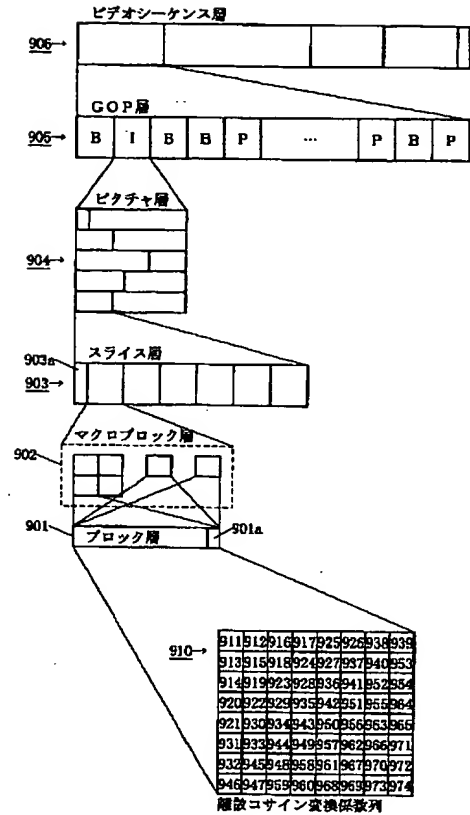 ビデオシーケンス層
906→
GOP層
905→ B I B B P … P B P
ピクチャ層
904→
903a
スライス層
903→
マクロブロック層
902
901
ブロック層
901a
910→
911 912 916 917 925 926 938 939
913 915 918 924 927 937 940 953
914 919 923 928 936 941 952 954
920 922 929 935 942 951 955 964
921 930 934 943 950 956 963 965
931 933 944 949 957 962 966 971
932 945 948 958 961 967 970 972
946 947 959 960 968 969 973 974
離散コサイン変換係数列